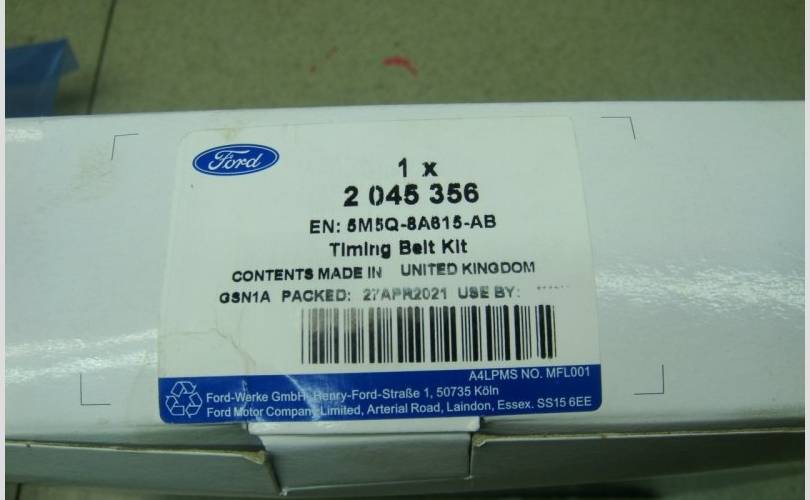 Ford
1 x
2 045 356
EN: 5M5Q-8A615-AB
Timing Belt Kit
CONTENTS MADE IN UNITED KINGDOM
GSN1A PACKED: 27APR2021 USE BY:
A4LPMS NO. MFL001
Ford-Werke GmbH, Henry-Ford-Straße 1, 50735 Köln
Ford Motor Company Limited, Arterial Road, Laindon, Essex. SS15 6EE